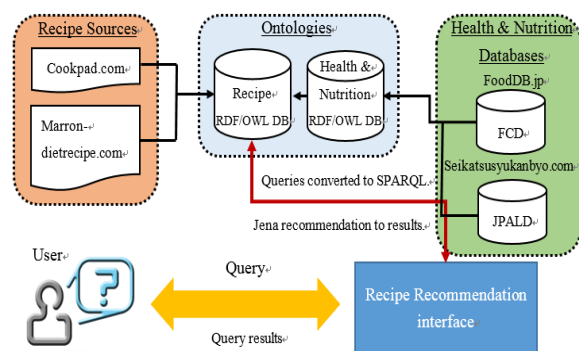 Recipe Sources
Cookpad.com
Marron-
dietrecipe.com
Ontologies
Recipe
RDF/OWL DB
Health &
Nutrition
RDF/OWL DB
Health & Nutrition
Databases
FoodDB.jp
FCD
Seikatsusyukanbyo.com
JPALD
Queries converted to SPARQL.
Jena recommendation to results.
User
?
Query
Query results
Recipe Recommendation
interface